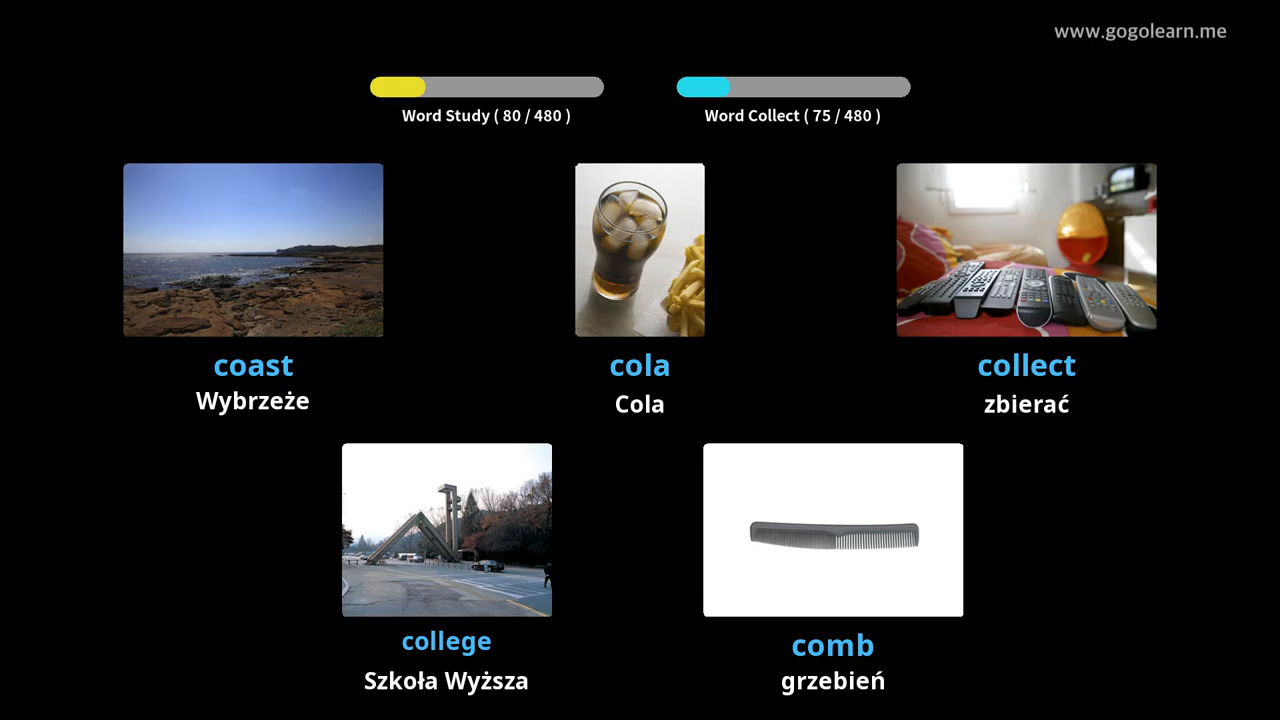 www.gogolearn.me
Word Study ( 80 / 480 )
Word Collect ( 75 / 480 )
coast
Wybrzeże
cola
Cola
collect
zbierać
college
Szkoła Wyższa
comb
grzebień